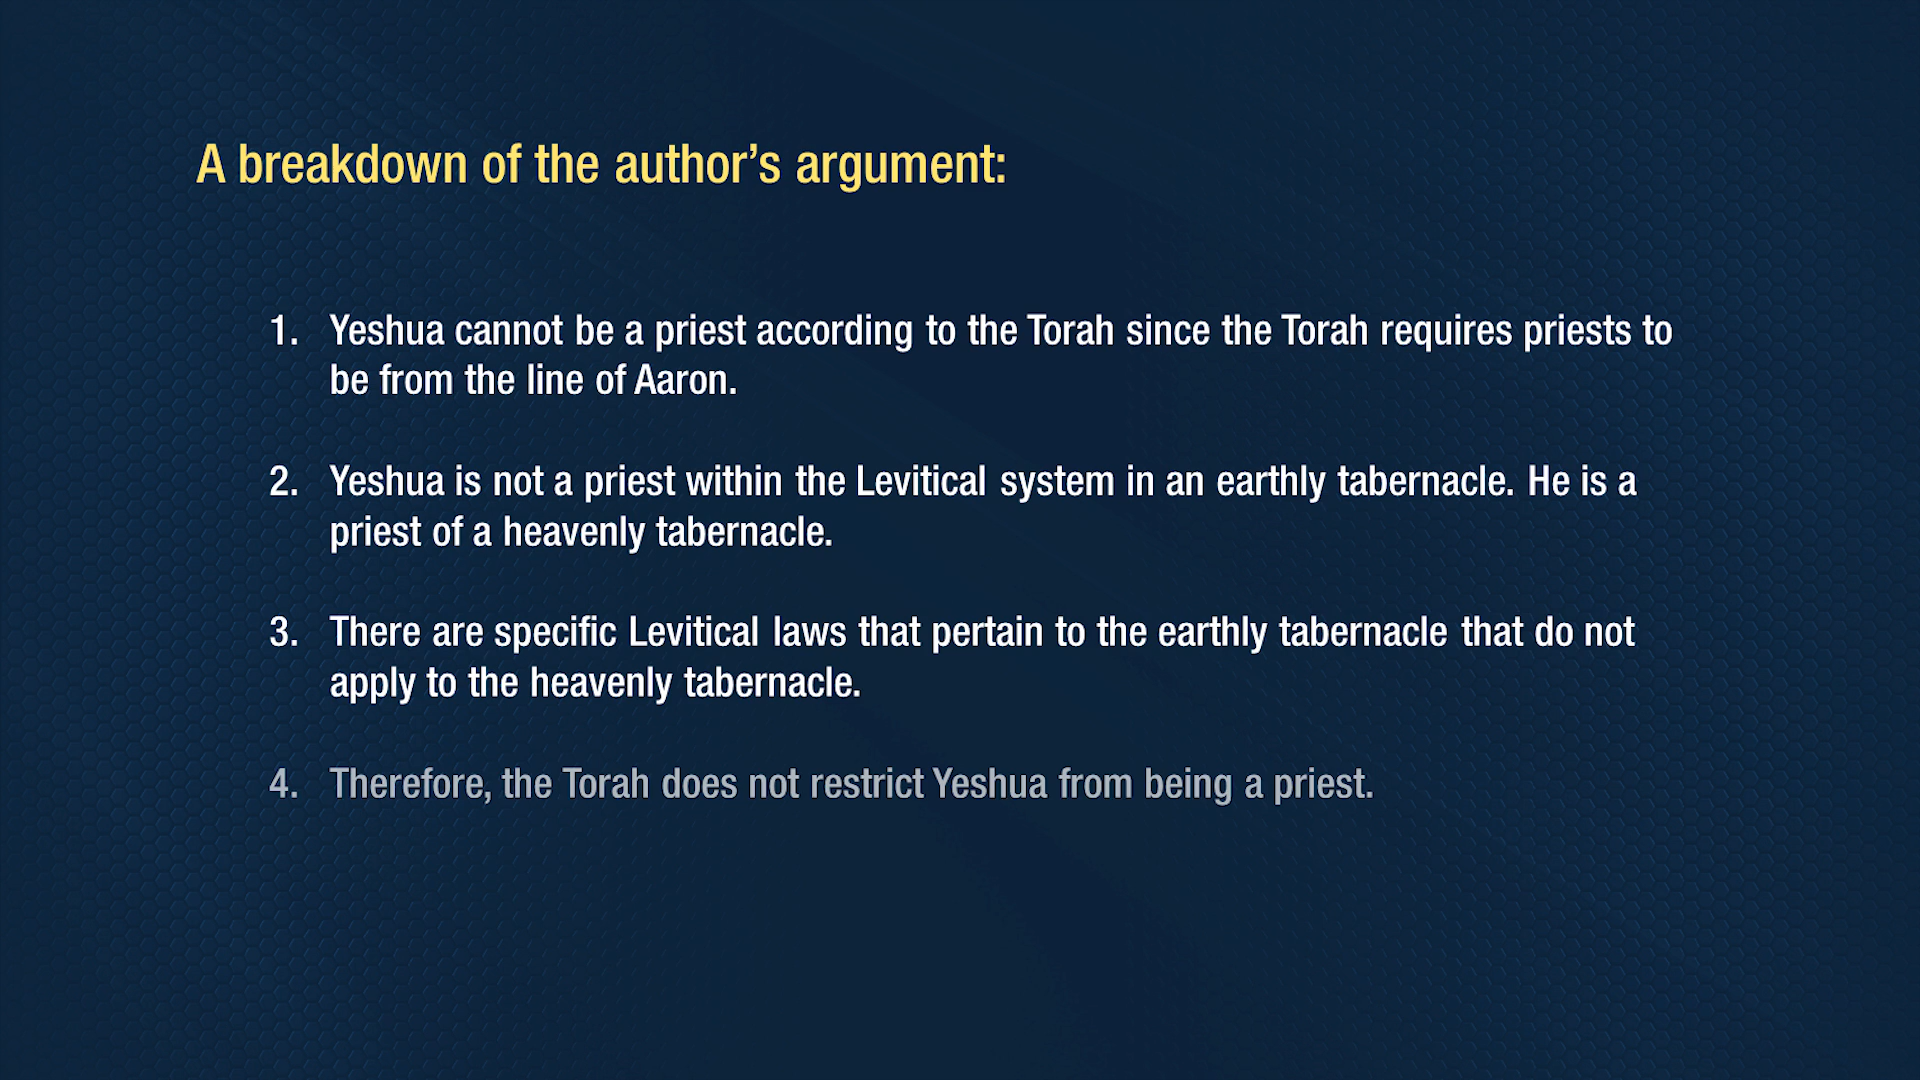 A breakdown of the author’s argument:
1. Yeshua cannot be a priest according to the Torah since the Torah requires priests to
be from the line of Aaron.
2. Yeshua is not a priest within the Levitical system in an earthly tabernacle. He is a
priest of a heavenly tabernacle.
3. There are specific Levitical laws that pertain to the earthly tabernacle that do not
apply to the heavenly tabernacle.
4. Therefore, the Torah does not restrict Yeshua from being a priest.